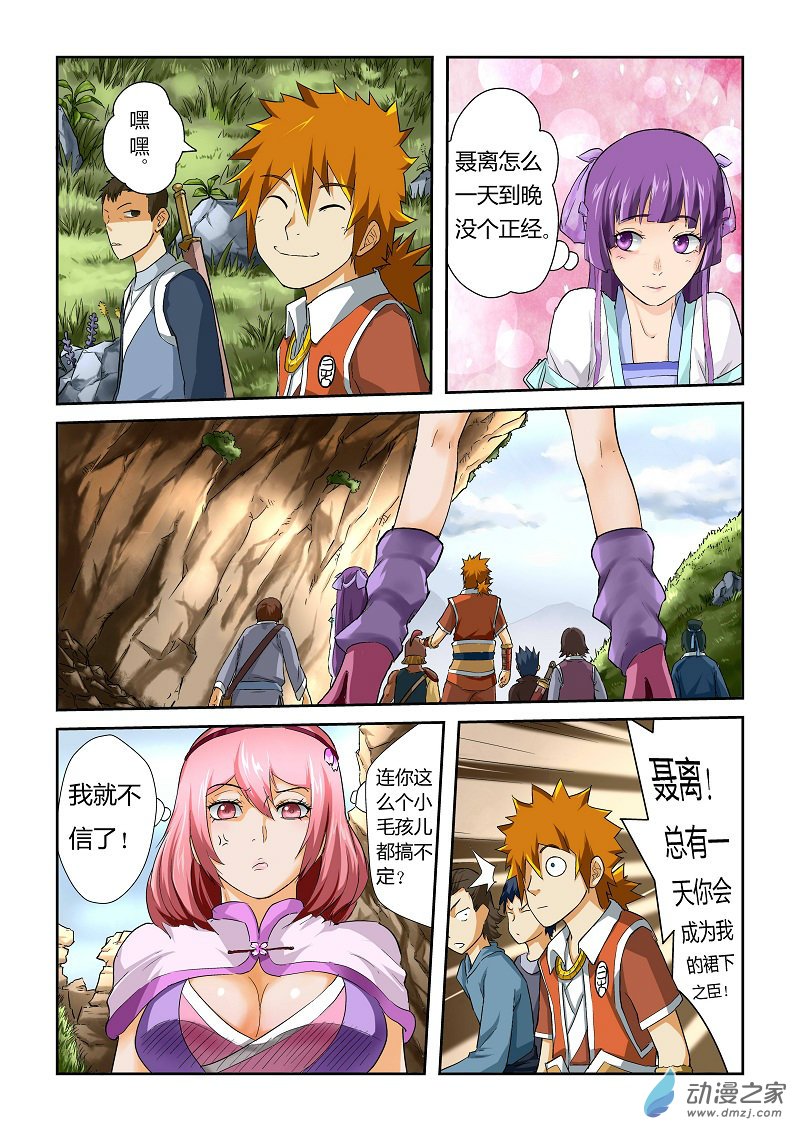 嘿
嘿。
聂离怎么
一天到晚
没个正经。
我就不
信了！
连你这
么个小
毛孩儿
都搞不
定？
聂离！
总有一
天你会
成为我
的裙下
之臣！
动漫之家
www.dmzj.com